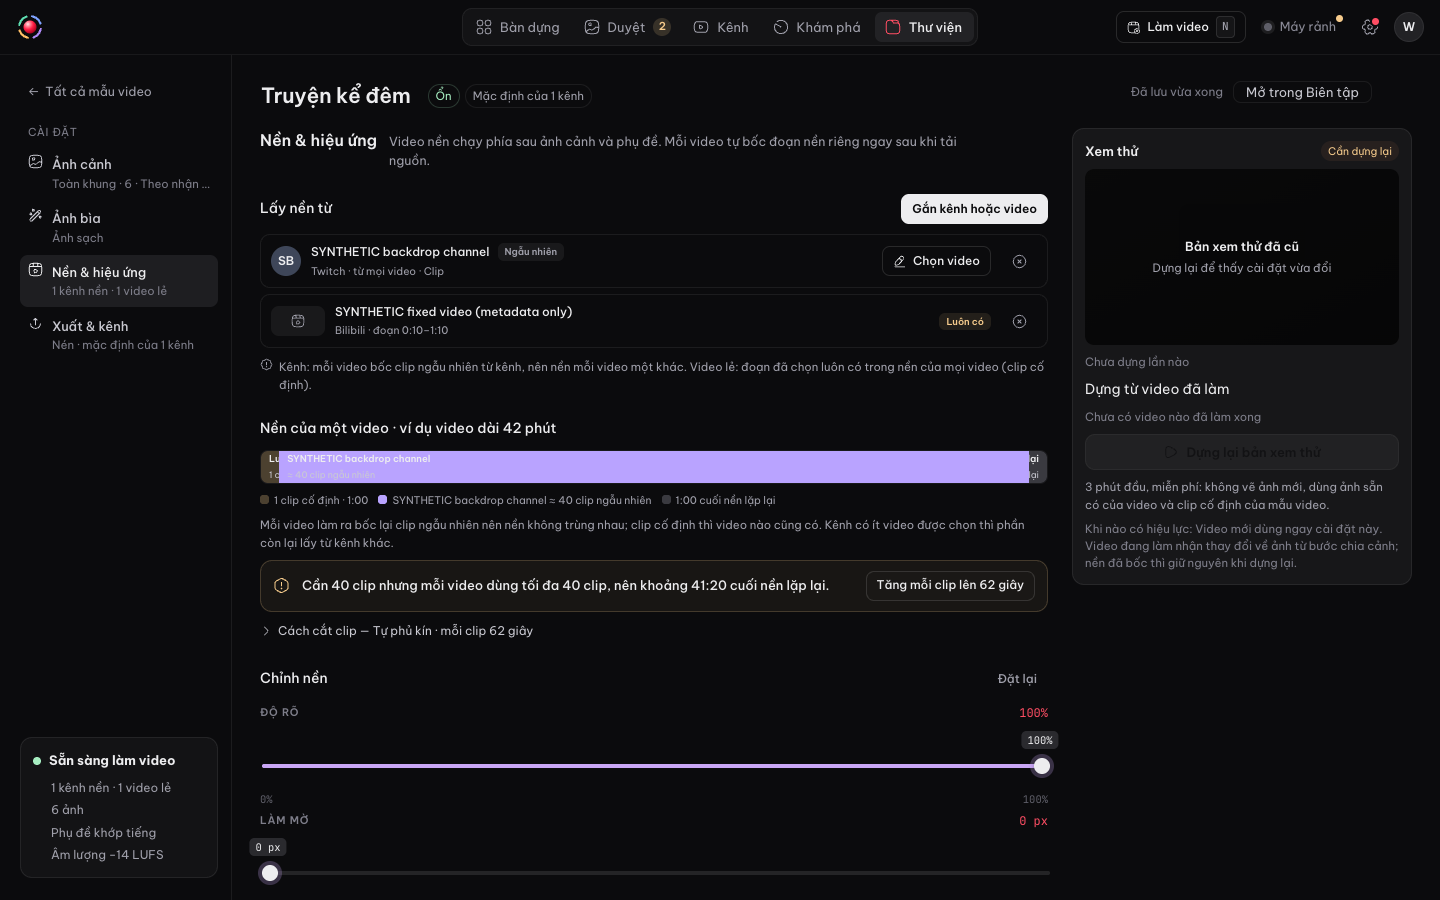 Bàn dựng
Duyệt 2
Kênh
Khám phá
Thư viện
Làm video N
Máy rảnh
W
← Tất cả mẫu video
CÀI ĐẶT
Ảnh cảnh
Toàn khung · 6 · Theo nhận ...
Ảnh bìa
Ảnh sạch
Nền & hiệu ứng
1 kênh nền · 1 video lẻ
Xuất & kênh
Nén · mặc định của 1 kênh
Sẵn sàng làm video
1 kênh nền · 1 video lẻ
6 ảnh
Phụ đề khớp tiếng
Âm lượng -14 LUFS
Truyện kể đêm
Ổn
Mặc định của 1 kênh
Đã lưu vừa xong
Mở trong Biên tập
Nền & hiệu ứng
Video nền chạy phía sau ảnh cảnh và phụ đề. Mỗi video tự bốc đoạn nền riêng ngay sau khi tải
nguồn.
Lấy nền từ
Gắn kênh hoặc video
SB
SYNTHETIC backdrop channel
Ngẫu nhiên
Twitch · từ mọi video · Clip
Chọn video
SYNTHETIC fixed video (metadata only)
Bilibili · đoạn 0:10–1:10
Luôn có
Kênh: mỗi video bốc clip ngẫu nhiên từ kênh, nên nền mỗi video một khác. Video lẻ: đoạn đã chọn luôn có trong nền của mọi video (clip cố
định).
Nền của một video · ví dụ video dài 42 phút
Lu
SYNTHETIC backdrop channel
ại
1 c
≈ 40 clip ngẫu nhiên
lại
1 clip cố định · 1:00
SYNTHETIC backdrop channel ≈ 40 clip ngẫu nhiên
1:00 cuối nền lặp lại
Mỗi video làm ra bốc lại clip ngẫu nhiên nên nền không trùng nhau; clip cố định thì video nào cũng có. Kênh có ít video được chọn thì phần
còn lại lấy từ kênh khác.
Cần 40 clip nhưng mỗi video dùng tối đa 40 clip, nên khoảng 41:20 cuối nền lặp lại.
Tăng mỗi clip lên 62 giây
Cách cắt clip — Tự phủ kín · mỗi clip 62 giây
Chỉnh nền
Đặt lại
ĐỘ RÕ
100%
100%
0%
100%
LÀM MỜ
0 px
0 px
Xem thử
Cần dựng lại
Bản xem thử đã cũ
Dựng lại để thấy cài đặt vừa đổi
Chưa dựng lần nào
Dựng từ video đã làm
Chưa có video nào đã làm xong
Dựng lại bản xem thử
3 phút đầu, miễn phí: không vẽ ảnh mới, dùng ảnh sẵn
có của video và clip cố định của mẫu video.
Khi nào có hiệu lực: Video mới dùng ngay cài đặt này.
Video đang làm nhận thay đổi về ảnh từ bước chia cảnh;
nền đã bốc thì giữ nguyên khi dựng lại.